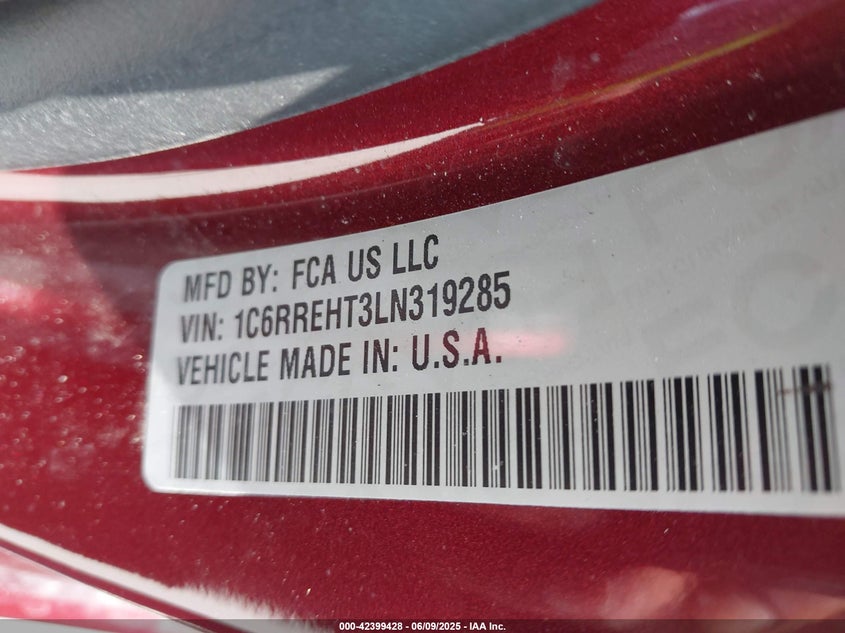 MFD BY: FCA US LLC
VIN: 1C6RREHT3LN319285
VEHICLE MADE IN: U.S.A.
000-42399428 - 06/09/2025 - IAA Inc.